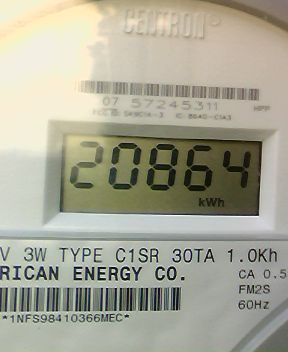 CENTRON®
07 57245311
20864
kWh
V 3W TYPE C1SR 30TA 1.0Kh
RICAN ENERGY CO.
CA 0.5
FM2S
60Hz
*1NFS98410366MEC*